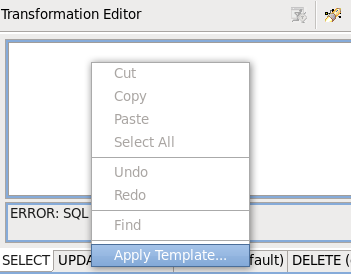 Transformation Editor
Cut
Copy
Paste
Select All
Undo
Redo
Find
ERROR: SQL
Apply Template...
SELECT UPDA fault) DELETE (